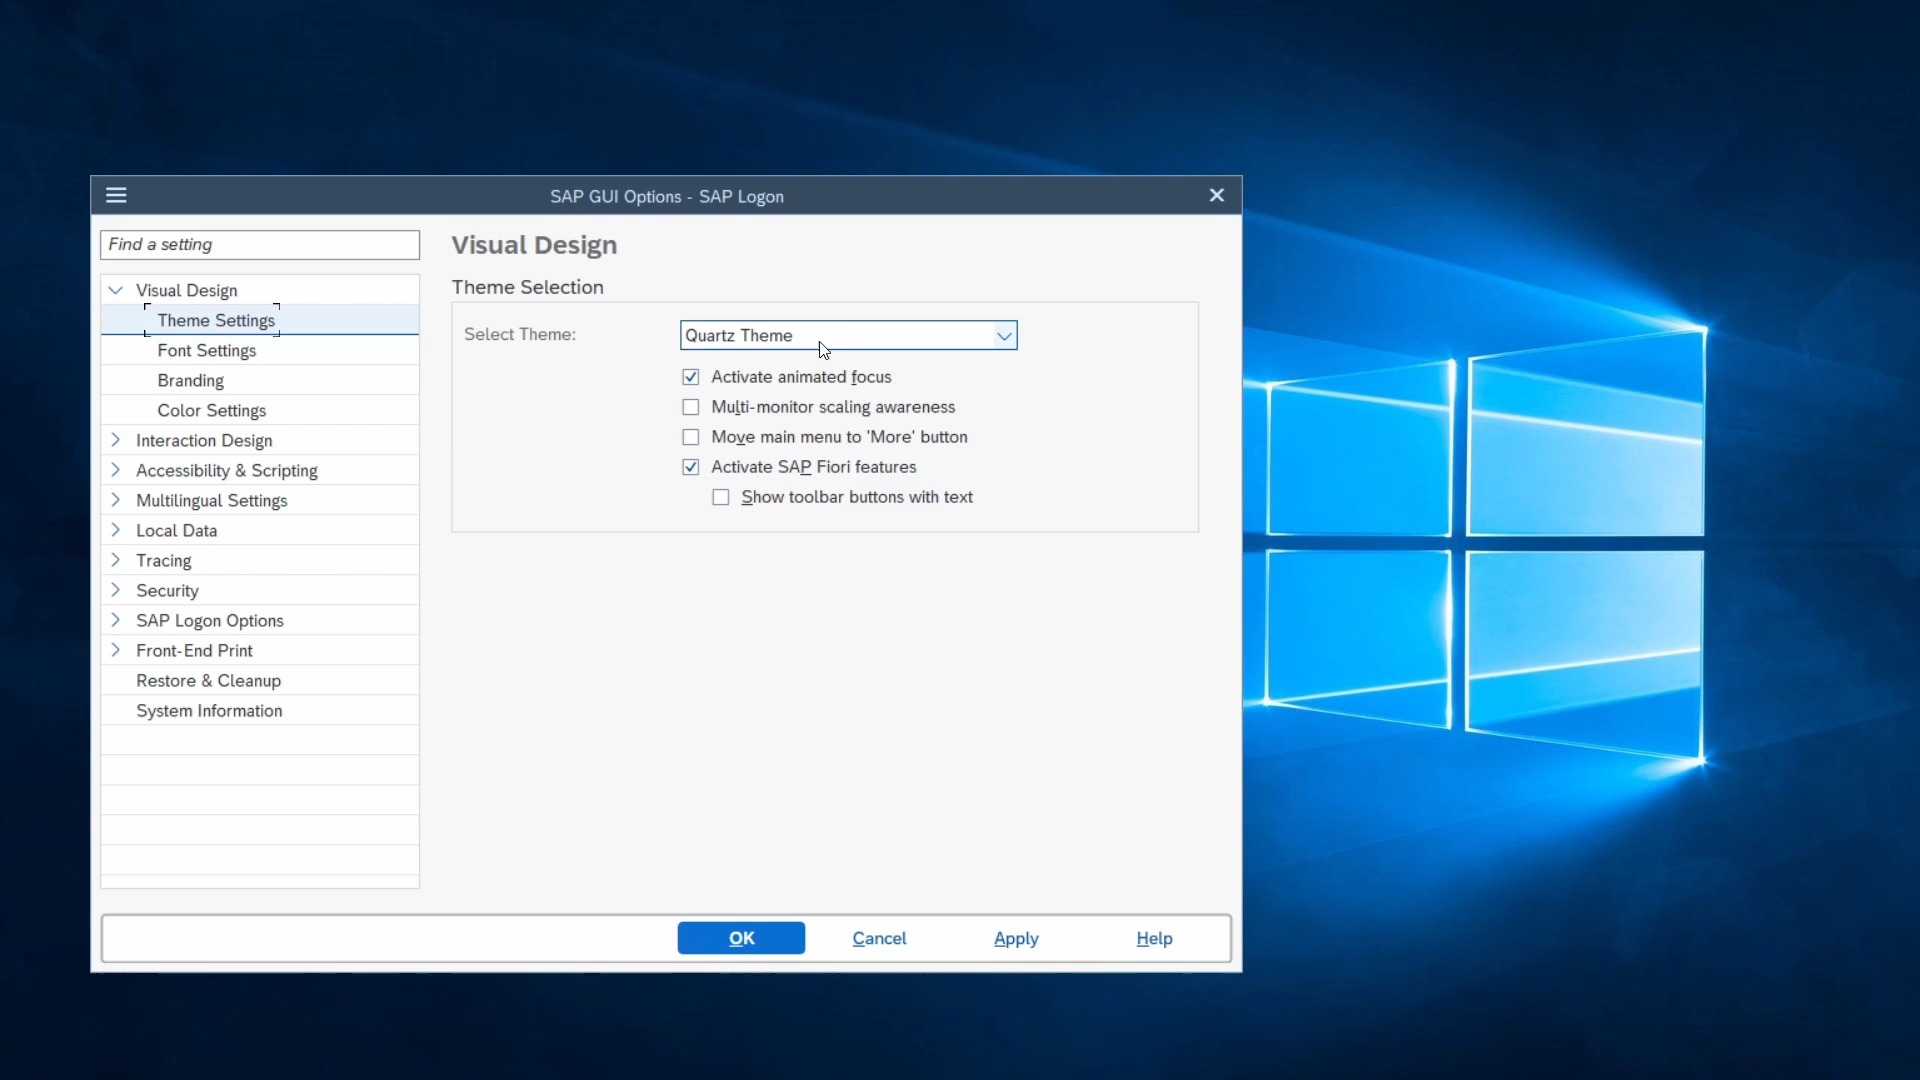 SAP GUI Options - SAP Logon
Find a setting
Visual Design
Theme Settings
Font Settings
Branding
Color Settings
Interaction Design
Accessibility & Scripting
Multilingual Settings
Local Data
Tracing
Security
SAP Logon Options
Front-End Print
Restore & Cleanup
System Information
Visual Design
Theme Selection
Select Theme: Quartz Theme
Activate animated focus
Multi-monitor scaling awareness
Move main menu to 'More' button
Activate SAP Fiori features
Show toolbar buttons with text
OK Cancel Apply Help